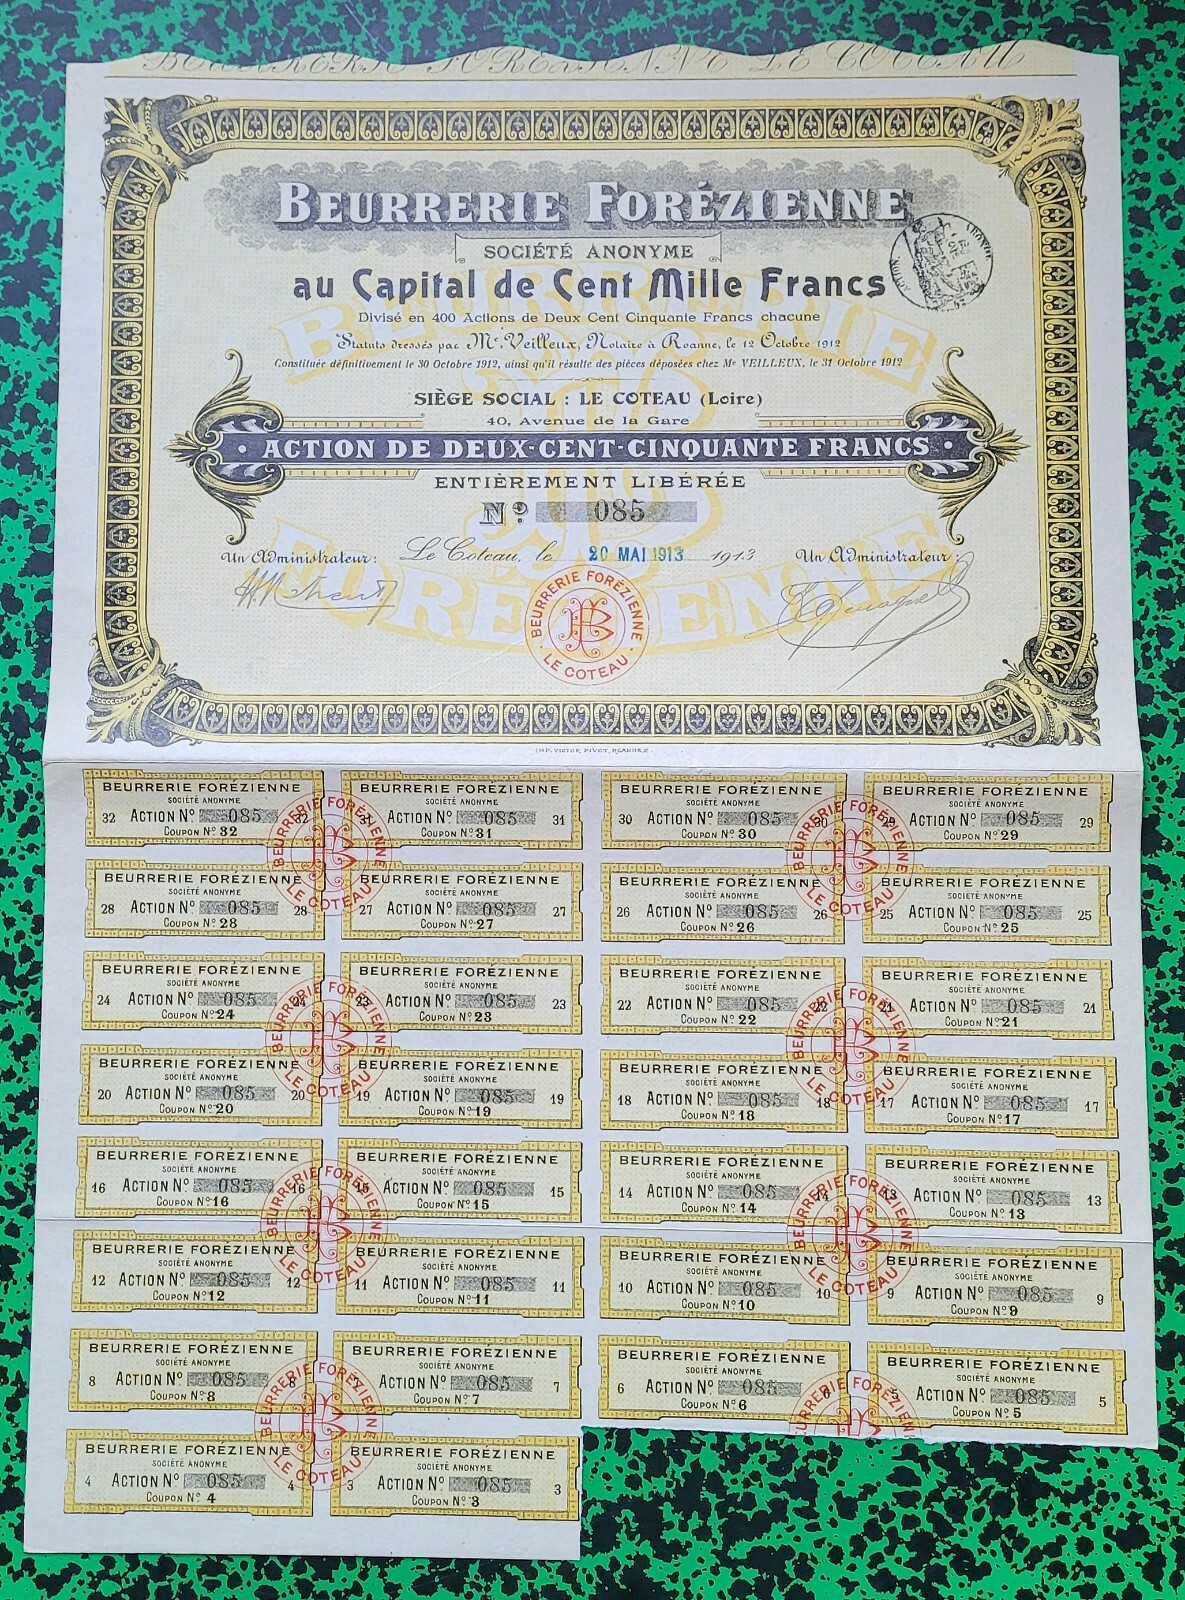 BEURRERIE FORÉZIENNE LE COTEAU
BEURRERIE FORÉZIENNE
SOCIÉTÉ ANONYME
au Capital de Cent Mille Francs
Divisé en 400 Actions de Deux Cent Cinquante Francs chacune
Statuts dressés par Me Veilleux, Notaire à Roanne, le 12 Octobre 1912
Constituée définitivement le 30 Octobre 1912, ainsi qu'il résulte des pièces déposées chez Me VEILLEUX, le 31 Octobre 1912
SIÈGE SOCIAL : LE COTEAU (Loire)
40, Avenue de la Gare
· ACTION DE DEUX-CENT-CINQUANTE FRANCS ·
ENTIÈREMENT LIBÉRÉE
No. 085
Un Administrateur: Le Coteau, le 20 MAI 1913 1913 Un Administrateur:
BEURRERIE FORÉZIENNE
· LE COTEAU ·
IMP. VICTOR PIVOT, ROANNE
BEURRERIE FORÉZIENNE BEURRERIE FORÉZIENNE BEURRERIE FORÉZIENNE BEURRERIE FORÉZIENNE
SOCIÉTÉ ANONYME SOCIÉTÉ ANONYME SOCIÉTÉ ANONYME SOCIÉTÉ ANONYME
32 ACTION No 085 32 31 ACTION No 085 31 30 ACTION No 085 30 29 ACTION No 085 29
COUPON No 32 COUPON No 31 COUPON No 30 COUPON No 29
BEURRERIE FORÉZIENNE BEURRERIE FORÉZIENNE BEURRERIE FORÉZIENNE BEURRERIE FORÉZIENNE
SOCIÉTÉ ANONYME SOCIÉTÉ ANONYME SOCIÉTÉ ANONYME SOCIÉTÉ ANONYME
28 ACTION No 085 28 27 ACTION No 085 27 26 ACTION No 085 26 25 ACTION No 085 25
COUPON No 28 COUPON No 27 COUPON No 26 COUPON No 25
BEURRERIE FORÉZIENNE BEURRERIE FORÉZIENNE BEURRERIE FORÉZIENNE BEURRERIE FORÉZIENNE
SOCIÉTÉ ANONYME SOCIÉTÉ ANONYME SOCIÉTÉ ANONYME SOCIÉTÉ ANONYME
24 ACTION No 085 24 23 ACTION No 085 23 22 ACTION No 085 22 21 ACTION No 085 21
COUPON No 24 COUPON No 23 COUPON No 22 COUPON No 21
BEURRERIE FORÉZIENNE BEURRERIE FORÉZIENNE BEURRERIE FORÉZIENNE BEURRERIE FORÉZIENNE
SOCIÉTÉ ANONYME SOCIÉTÉ ANONYME SOCIÉTÉ ANONYME SOCIÉTÉ ANONYME
20 ACTION No 085 20 19 ACTION No 085 19 18 ACTION No 085 18 17 ACTION No 085 17
COUPON No 20 COUPON No 19 COUPON No 18 COUPON No 17
BEURRERIE FORÉZIENNE BEURRERIE FORÉZIENNE BEURRERIE FORÉZIENNE BEURRERIE FORÉZIENNE
SOCIÉTÉ ANONYME SOCIÉTÉ ANONYME SOCIÉTÉ ANONYME SOCIÉTÉ ANONYME
16 ACTION No 085 16 15 ACTION No 085 15 14 ACTION No 085 14 13 ACTION No 085 13
COUPON No 16 COUPON No 15 COUPON No 14 COUPON No 13
BEURRERIE FORÉZIENNE BEURRERIE FORÉZIENNE BEURRERIE FORÉZIENNE BEURRERIE FORÉZIENNE
SOCIÉTÉ ANONYME SOCIÉTÉ ANONYME SOCIÉTÉ ANONYME SOCIÉTÉ ANONYME
12 ACTION No 085 12 11 ACTION No 085 11 10 ACTION No 085 10 9 ACTION No 085 9
COUPON No 12 COUPON No 11 COUPON No 10 COUPON No 9
BEURRERIE FORÉZIENNE BEURRERIE FORÉZIENNE BEURRERIE FORÉZIENNE BEURRERIE FORÉZIENNE
SOCIÉTÉ ANONYME SOCIÉTÉ ANONYME SOCIÉTÉ ANONYME SOCIÉTÉ ANONYME
8 ACTION No 085 8 7 ACTION No 085 7 6 ACTION No 085 6 5 ACTION No 085 5
COUPON No 8 COUPON No 7 COUPON No 6 COUPON No 5
BEURRERIE FORÉZIENNE BEURRERIE FORÉZIENNE
SOCIÉTÉ ANONYME SOCIÉTÉ ANONYME
4 ACTION No 085 4 3 ACTION No 085 3
COUPON No 4 COUPON No 3